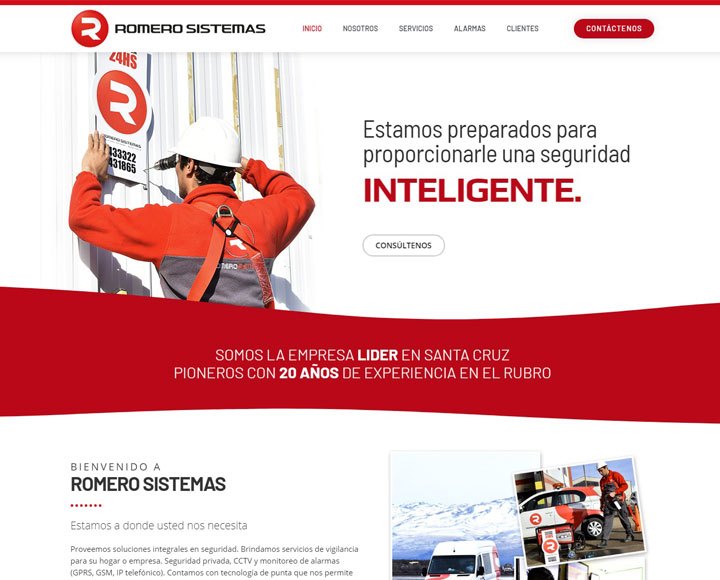 ROMERO SISTEMAS
INICIO
NOSOTROS
SERVICIOS
ALARMAS
CLIENTES
CONTÁCTENOS
24HS
R
ROMERO SISTEMAS
433322
431865
Estamos preparados para
proporcionarle una seguridad
INTELIGENTE.
CONSÚLTENOS
SOMOS LA EMPRESA LIDER EN SANTA CRUZ
PIONEROS CON 20 AÑOS DE EXPERIENCIA EN EL RUBRO
BIENVENIDO A
ROMERO SISTEMAS
Estamos a donde usted nos necesita
Proveemos soluciones integrales en seguridad. Brindamos servicios de vigilancia
para su hogar o empresa. Seguridad privada, CCTV y monitoreo de alarmas
(GPRS, GSM, IP telefónico). Contamos con tecnología de punta que nos permite